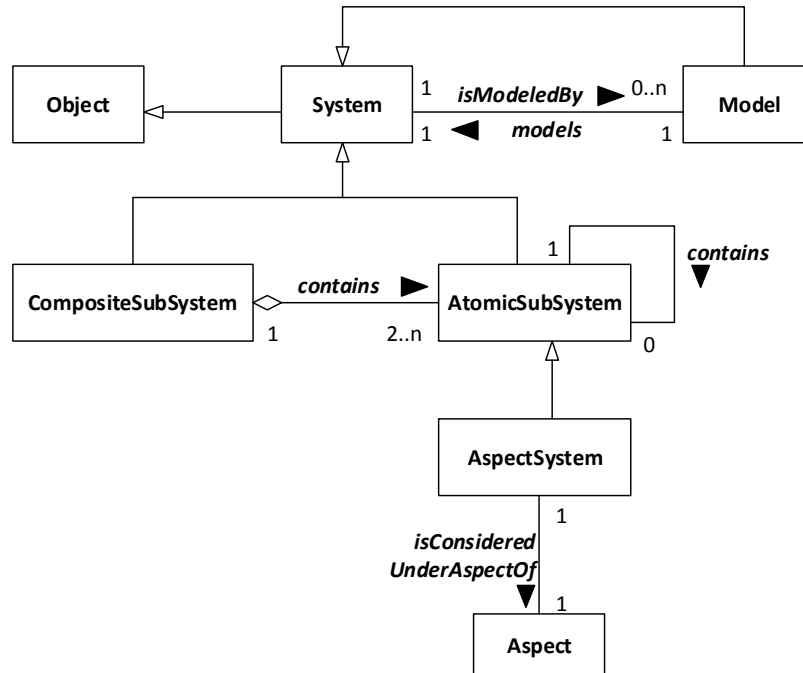 Object
System
Model
1
isModeledBy
0..n
1
models
1
1
contains
CompositeSubSystem
contains
AtomicSubSystem
1
2..n
0
AspectSystem
1
isConsidered
UnderAspectOf
1
Aspect